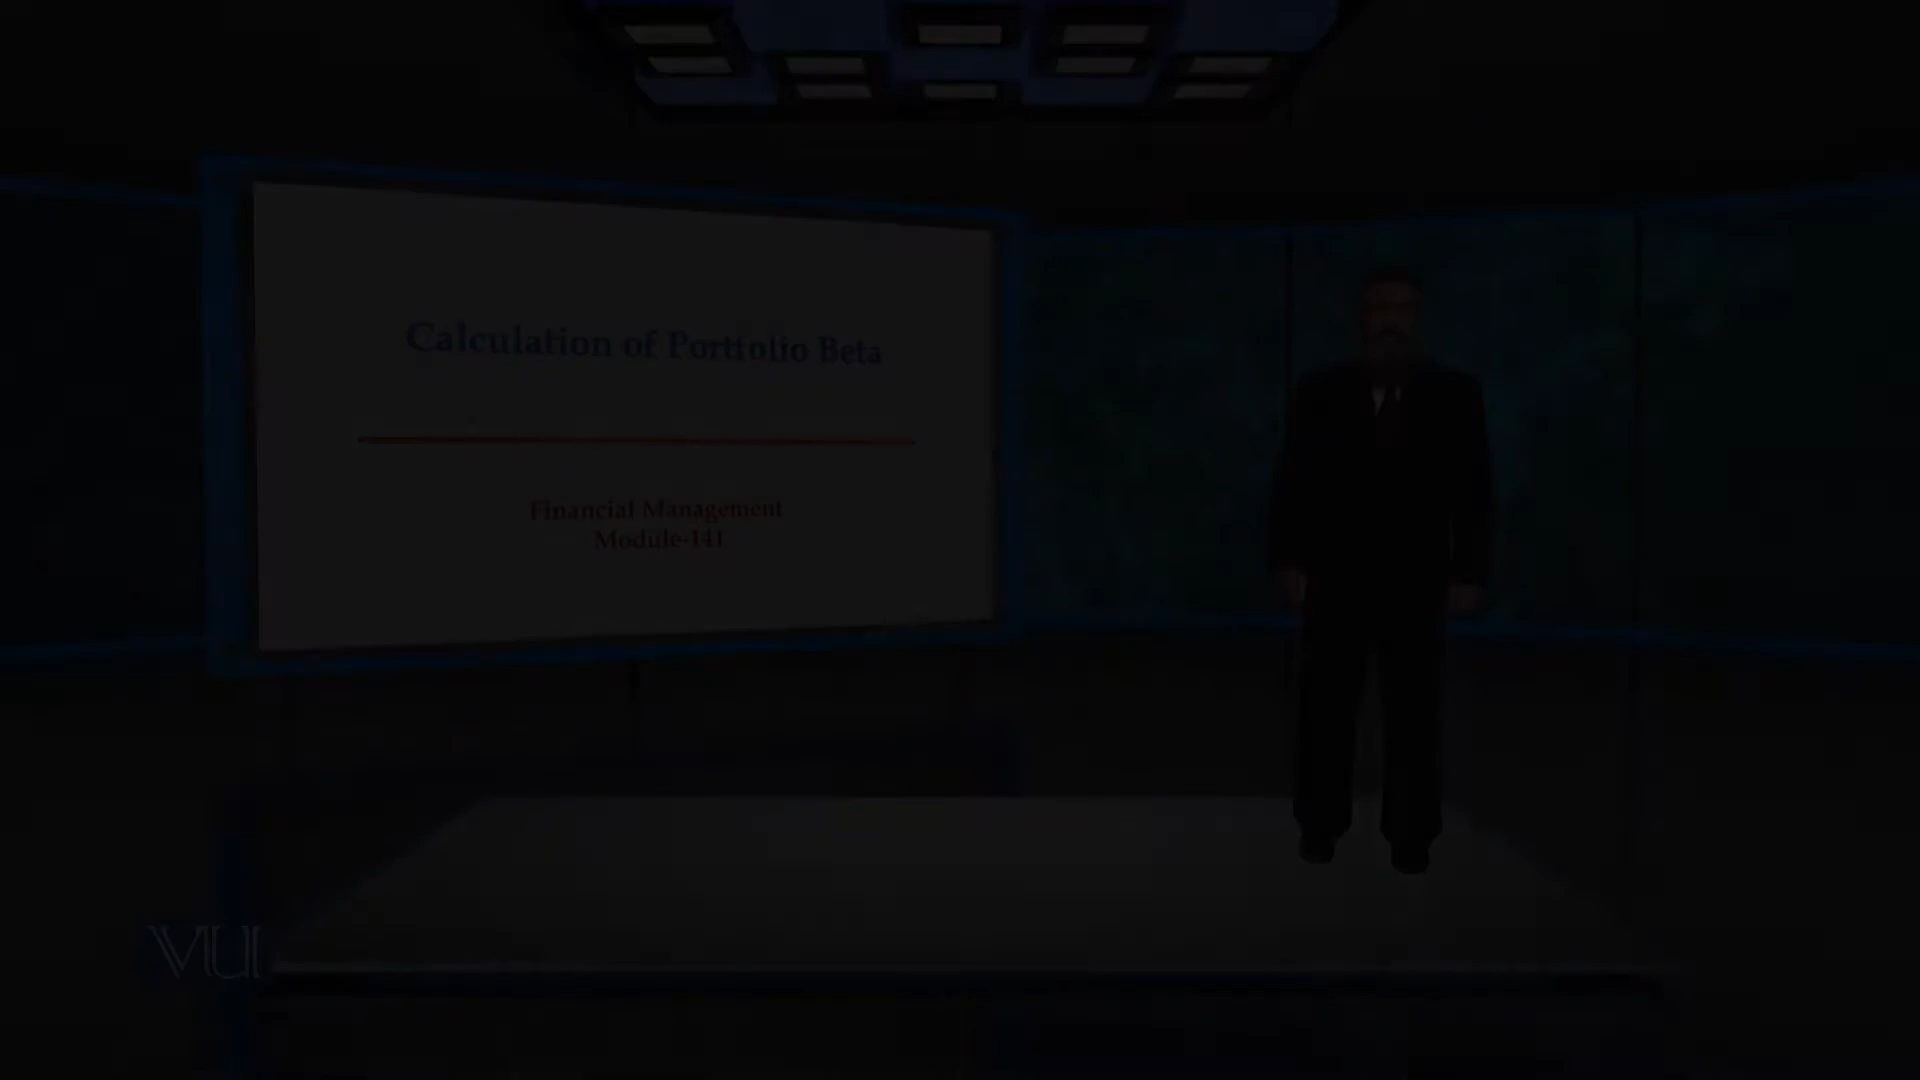 Calculation of Portfolio Beta
Financial Management
Module-141
VU